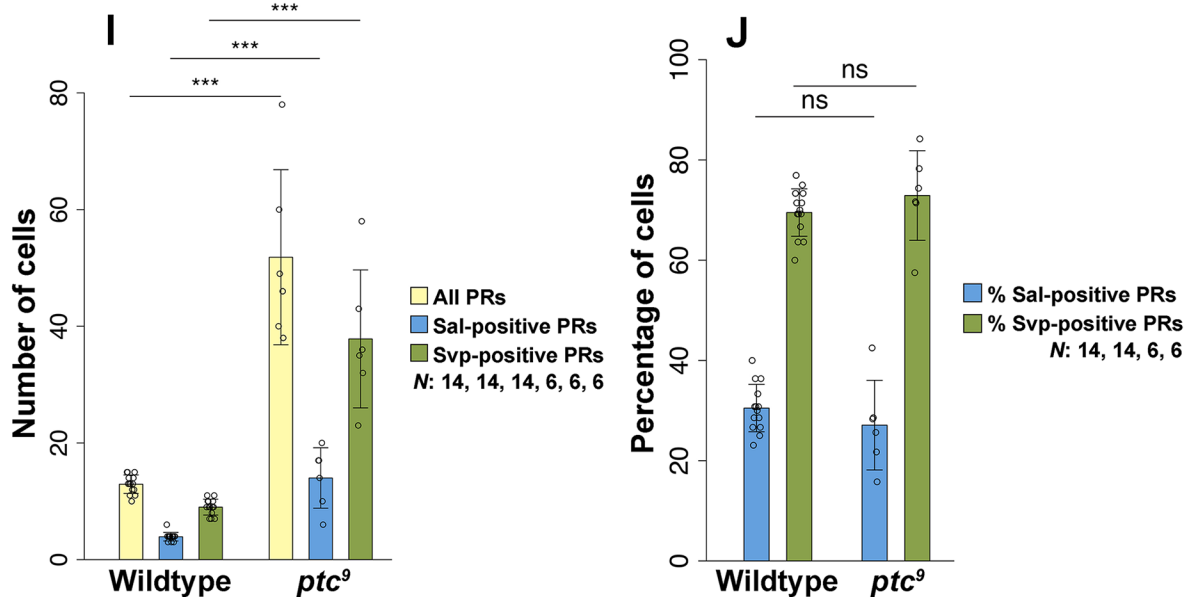 I
***
***
***
Number of cells
80
60
40
20
0
Wildtype
ptc⁹
All PRs
Sal-positive PRs
Svp-positive PRs
N: 14, 14, 14, 6, 6, 6
J
ns
ns
Percentage of cells
100
80
60
40
20
0
Wildtype
ptc⁹
% Sal-positive PRs
% Svp-positive PRs
N: 14, 14, 6, 6